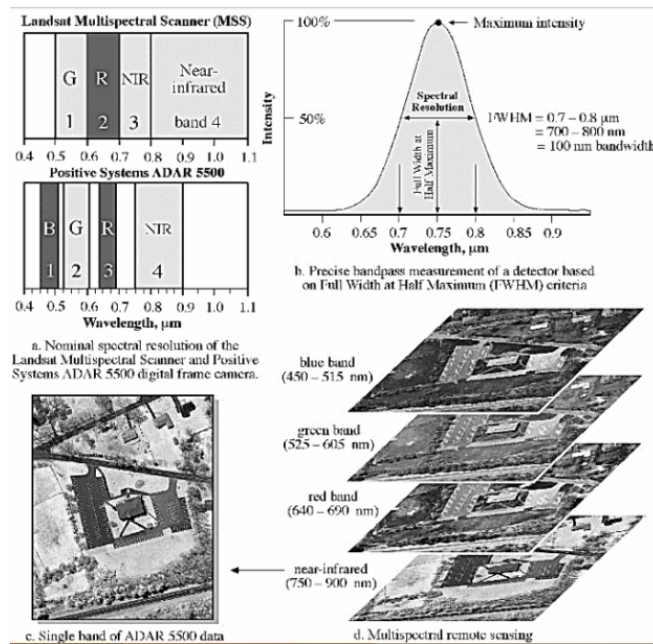 Landsat Multispectral Scanner (MSS)
G R NIR Near-infrared
1 2 3 band 4
0.4 0.5 0.6 0.7 0.8 0.9 1.0 1.1
Positive Systems ADAR 5500
B G R NIR
1 2 3 4
0.4 0.5 0.6 0.7 0.8 0.9 1.0 1.1
Wavelength, μm
a. Nominal spectral resolution of the
Landsat Multispectral Scanner and Positive
Systems ADAR 5500 digital frame camera.
100%
Maximum intensity
Intensity
50%
Spectral
Resolution
FWHM = 0.7 – 0.8 μm
= 700 – 800 nm
= 100 nm bandwidth
Full Width at
Half Maximum
0.6 0.7 0.75 0.8 0.85 0.9
Wavelength, μm
b. Precise bandpass measurement of a detector based
on Full Width at Half Maximum (FWHM) criteria
blue band
(450 – 515 nm)
green band
(525 – 605 nm)
red band
(640 – 690 nm)
near-infrared
(750 – 900 nm)
c. Single band of ADAR 5500 data
d. Multispectral remote sensing